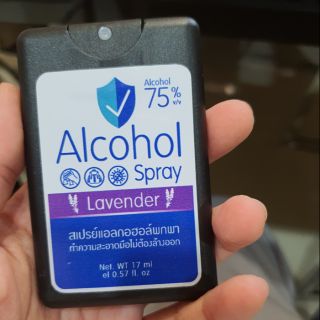 Alcohol
75% v/v
Alcohol
Spray
Lavender
สเปรย์แอลกอฮอล์พกพา
ทำความสะอาดมือไม่ต้องล้างออก
Net. WT 17 ml
of 0.57 fl. oz